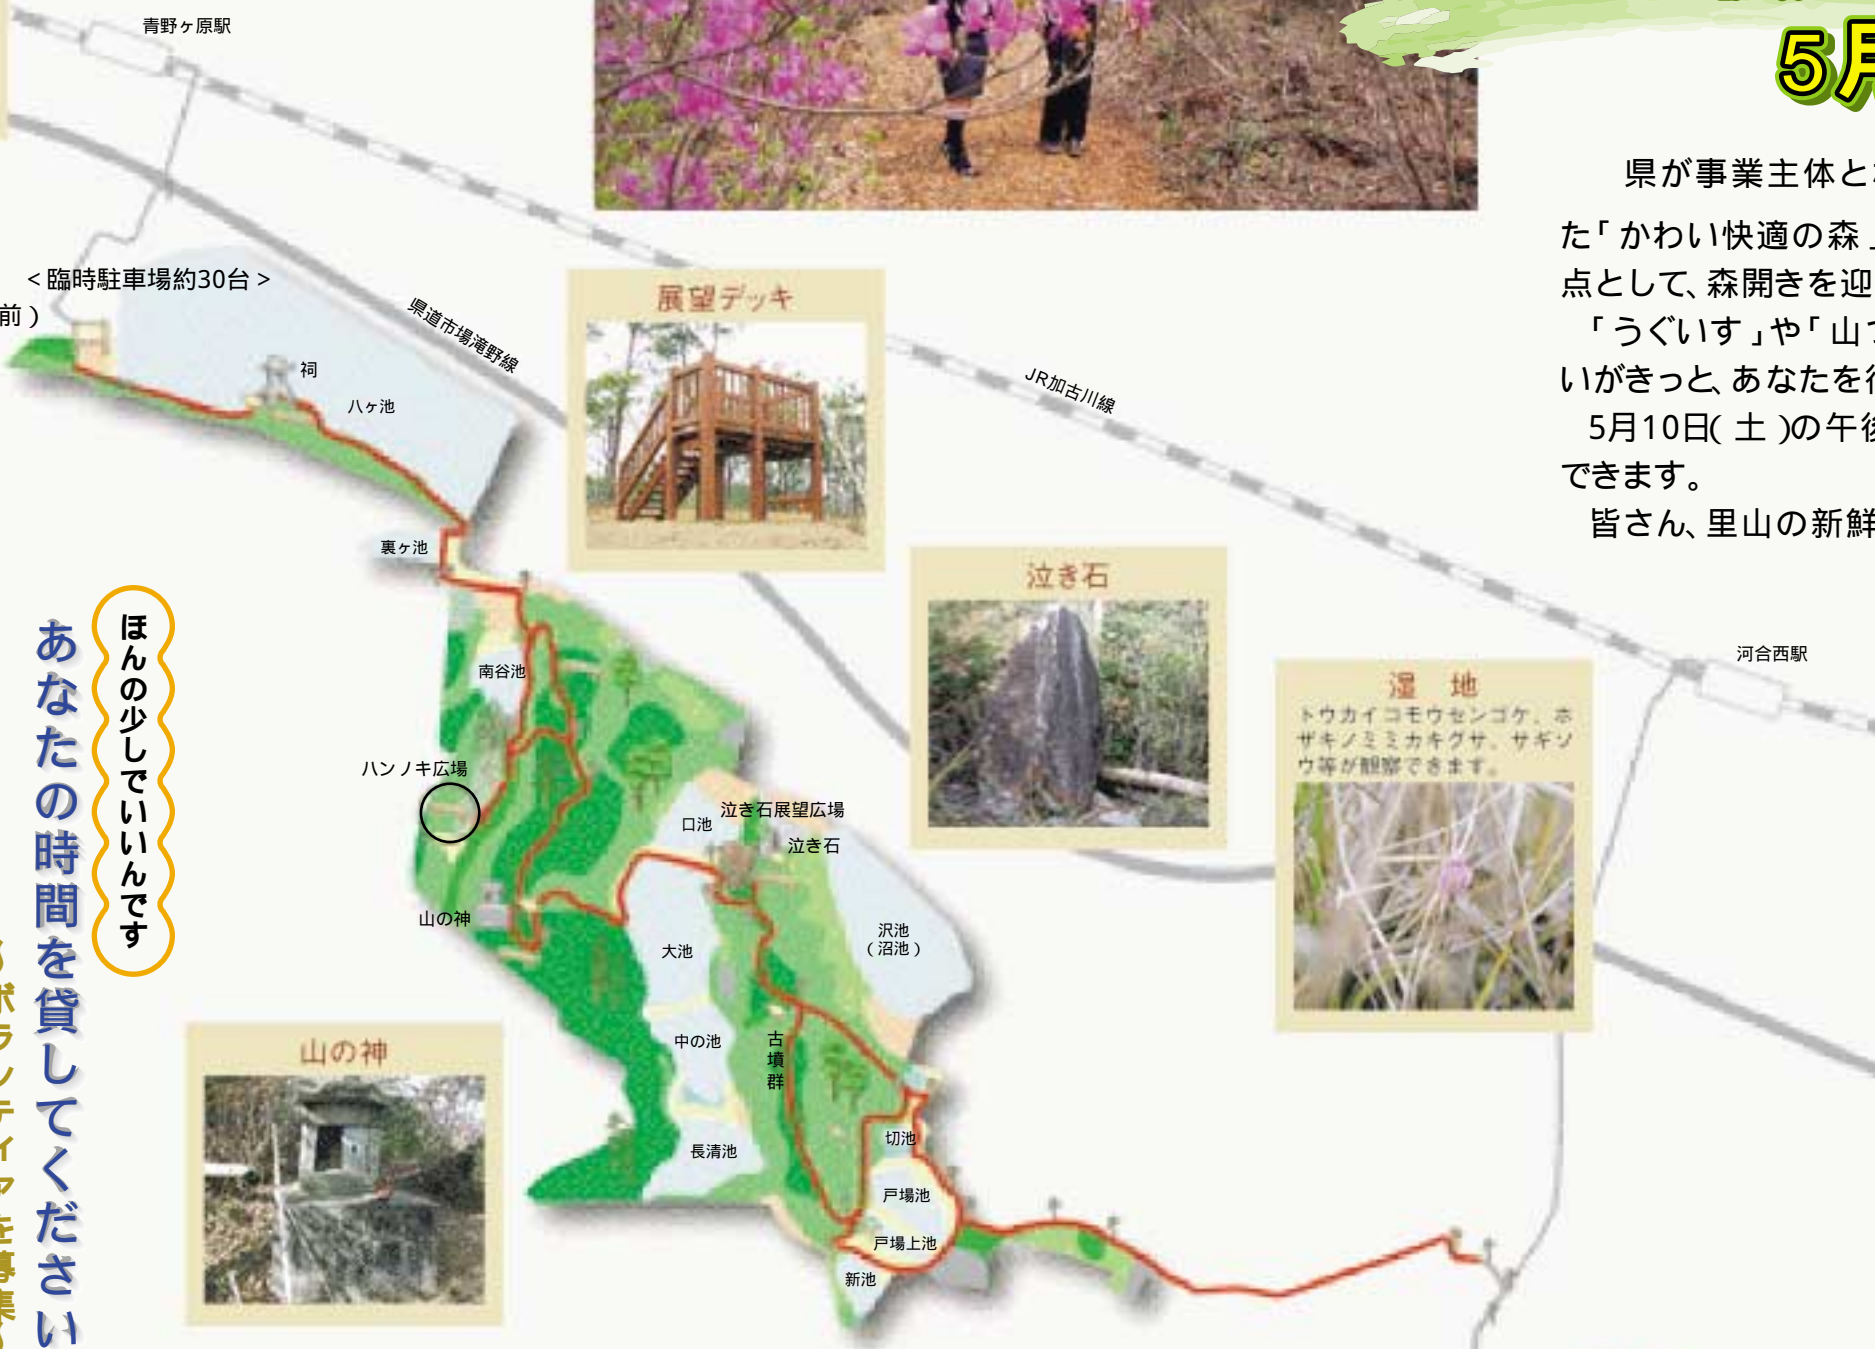 青野ヶ原駅
5月
県が事業主体と
た「かわい快適の森」
点として、森開きを迎
「うぐいす」や「山つ
いがきっと、あなたを待
5月10日(土)の午後
できます。
皆さん、里山の新鮮
<臨時駐車場約30台>
前)
県道市場滝野線
JR加古川線
祠
八ヶ池
裏ヶ池
展望デッキ
泣き石
湿 地
トウカイコモウセンゴケ、ホ
ザキノミミカキグサ、サギソ
ウ等が観察できます。
河合西駅
南谷池
ハンノキ広場
口池
泣き石展望広場
泣き石
山の神
大池
沢池
(沼池)
中の池
古墳群
長清池
切池
戸場池
戸場上池
新池
山の神
ほんの少しでいいんです
あなたの時間を貸してください
ボランティアを募集